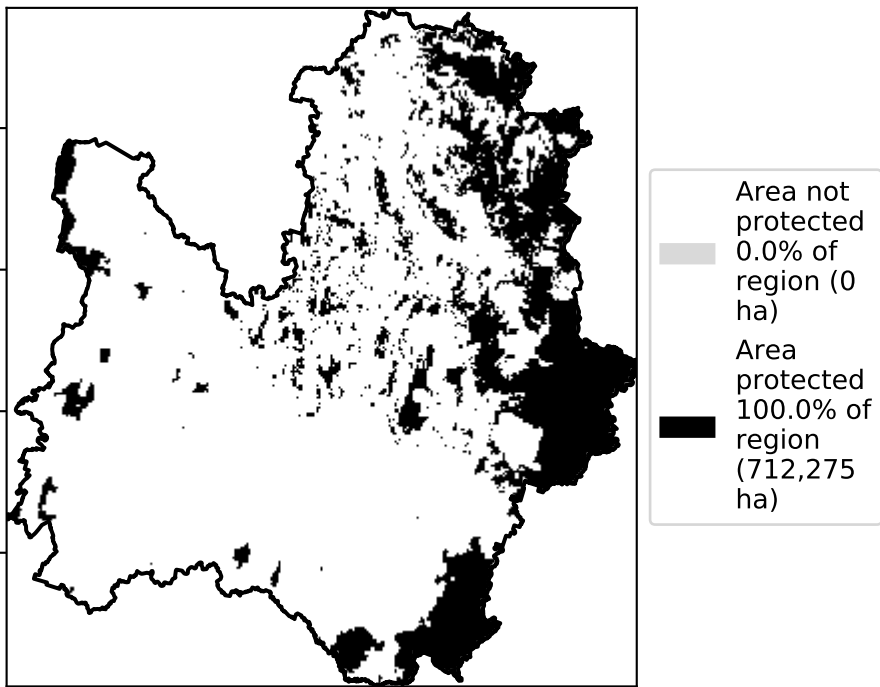 Area not
protected
0.0% of
region (0
ha)
Area
protected
100.0% of
region
(712,275
ha)